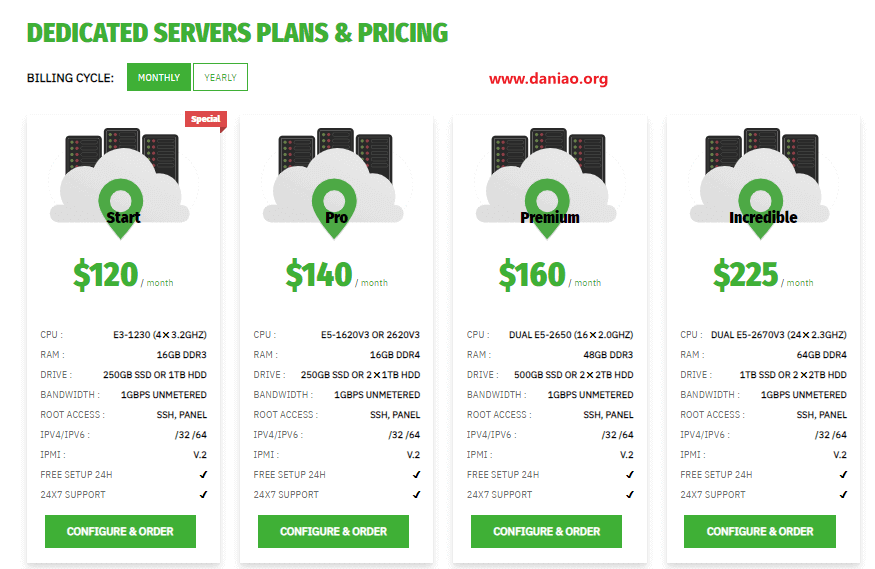 DEDICATED SERVERS PLANS & PRICING
BILLING CYCLE: MONTHLY YEARLY
www.daniao.org
Special
Start
$120 / month
CPU : E3-1230 (4✕3.2GHZ)
RAM : 16GB DDR3
DRIVE : 250GB SSD OR 1TB HDD
BANDWIDTH : 1GBPS UNMETERED
ROOT ACCESS : SSH, PANEL
IPV4/IPV6 : /32 /64
IPMI : V.2
FREE SETUP 24H ✔
24X7 SUPPORT ✔
CONFIGURE & ORDER
Pro
$140 / month
CPU : E5-1620V3 OR 2620V3
RAM : 16GB DDR4
DRIVE : 250GB SSD OR 2✕1TB HDD
BANDWIDTH : 1GBPS UNMETERED
ROOT ACCESS : SSH, PANEL
IPV4/IPV6 : /32 /64
IPMI : V.2
FREE SETUP 24H ✔
24X7 SUPPORT ✔
CONFIGURE & ORDER
Premium
$160 / month
CPU : DUAL E5-2650 (16✕2.0GHZ)
RAM : 48GB DDR3
DRIVE : 500GB SSD OR 2✕2TB HDD
BANDWIDTH : 1GBPS UNMETERED
ROOT ACCESS : SSH, PANEL
IPV4/IPV6 : /32 /64
IPMI : V.2
FREE SETUP 24H ✔
24X7 SUPPORT ✔
CONFIGURE & ORDER
Incredible
$225 / month
CPU : DUAL E5-2670V3 (24✕2.3GHZ)
RAM : 64GB DDR4
DRIVE : 1TB SSD OR 2✕2TB HDD
BANDWIDTH : 1GBPS UNMETERED
ROOT ACCESS : SSH, PANEL
IPV4/IPV6 : /32 /64
IPMI : V.2
FREE SETUP 24H ✔
24X7 SUPPORT ✔
CONFIGURE & ORDER